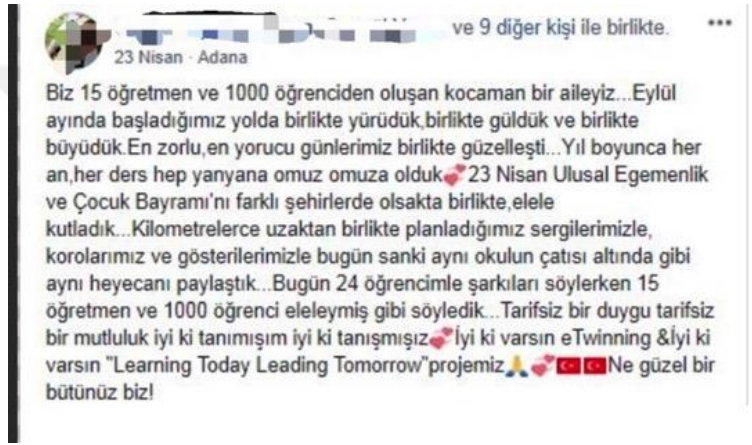 ve 9 diğer kişi ile birlikte.
23 Nisan · Adana
Biz 15 öğretmen ve 1000 öğrenciden oluşan kocaman bir aileyiz...Eylül
ayında başladığımız yolda birlikte yürüdük,birlikte güldük ve birlikte
büyüdük.En zorlu,en yorucu günlerimiz birlikte güzelleşti...Yıl boyunca her
an,her ders hep yanyana omuz omuza olduk💞23 Nisan Ulusal Egemenlik
ve Çocuk Bayramı'nı farklı şehirlerde olsakta birlikte,elele
kutladık...Kilometrelerce uzaktan birlikte planladığımız sergilerimizle,
korolarımız ve gösterilerimizle bugün sanki aynı okulun çatısı altında gibi
aynı heyecanı paylaştık...Bugün 24 öğrencimle şarkıları söylerken 15
öğretmen ve 1000 öğrenci eleleymiş gibi söyledik...Tarifsiz bir duygu tarifsiz
bir mutluluk iyi ki tanımışım iyi ki tanışmışız💞İyi ki varsın eTwinning &İyi ki
varsın "Learning Today Leading Tomorrow"projemiz🙏💞🇹🇷🇹🇷Ne güzel bir
bütünüz biz!